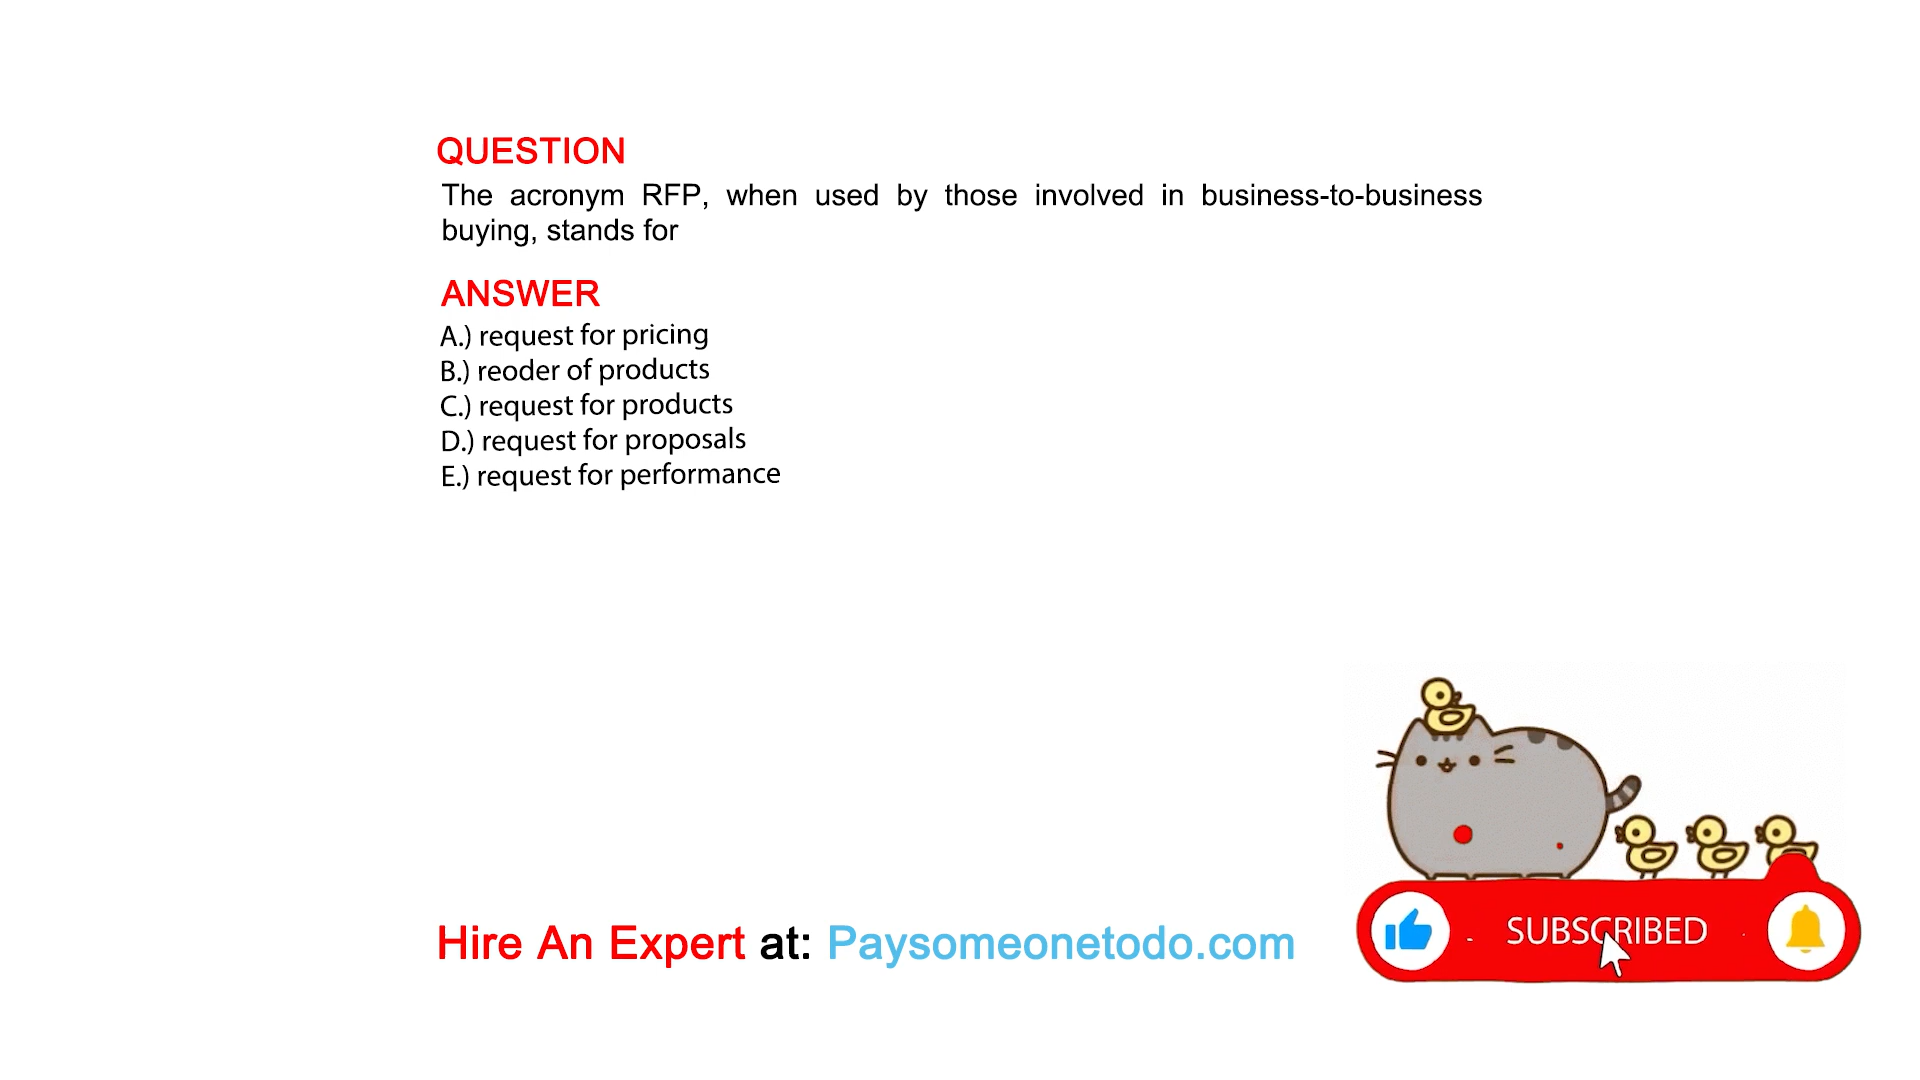 QUESTION
The acronym RFP, when used by those involved in business-to-business
buying, stands for
ANSWER
A.) request for pricing
B.) reoder of products
C.) request for products
D.) request for proposals
E.) request for performance
Hire An Expert at: Paysomeonetodo.com
SUBSCRIBED